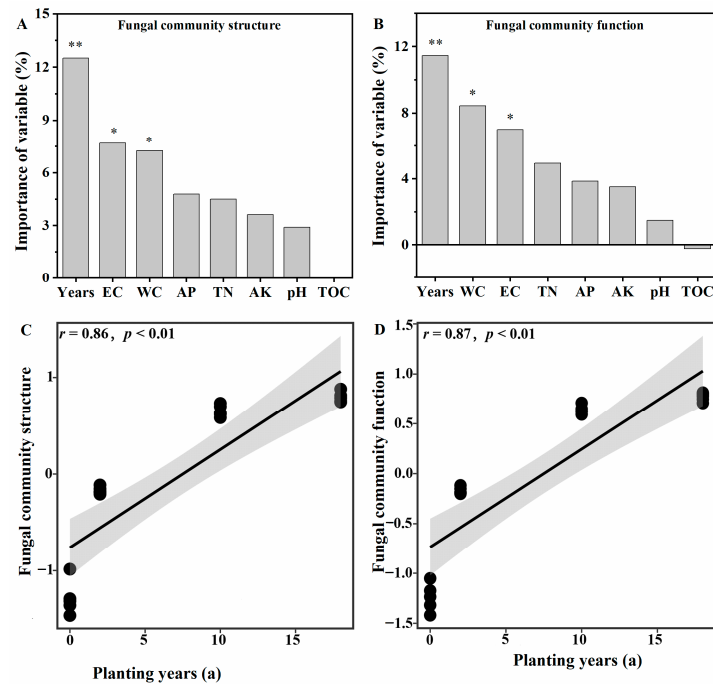 A
Fungal community structure
Importance of variable (%)
15
12
9
6
3
0
**
*
*
Years EC WC AP TN AK pH TOC
B
Fungal community function
Importance of variable (%)
12
8
4
0
**
*
*
Years WC EC TN AP AK pH TOC
C
r = 0.86, p < 0.01
Fungal community structure
1
0
−1
0 5 10 15
Planting years (a)
D
r = 0.87, p < 0.01
Fungal community function
1.5
1.0
0.5
0.0
−0.5
−1.0
−1.5
0 5 10 15
Planting years (a)